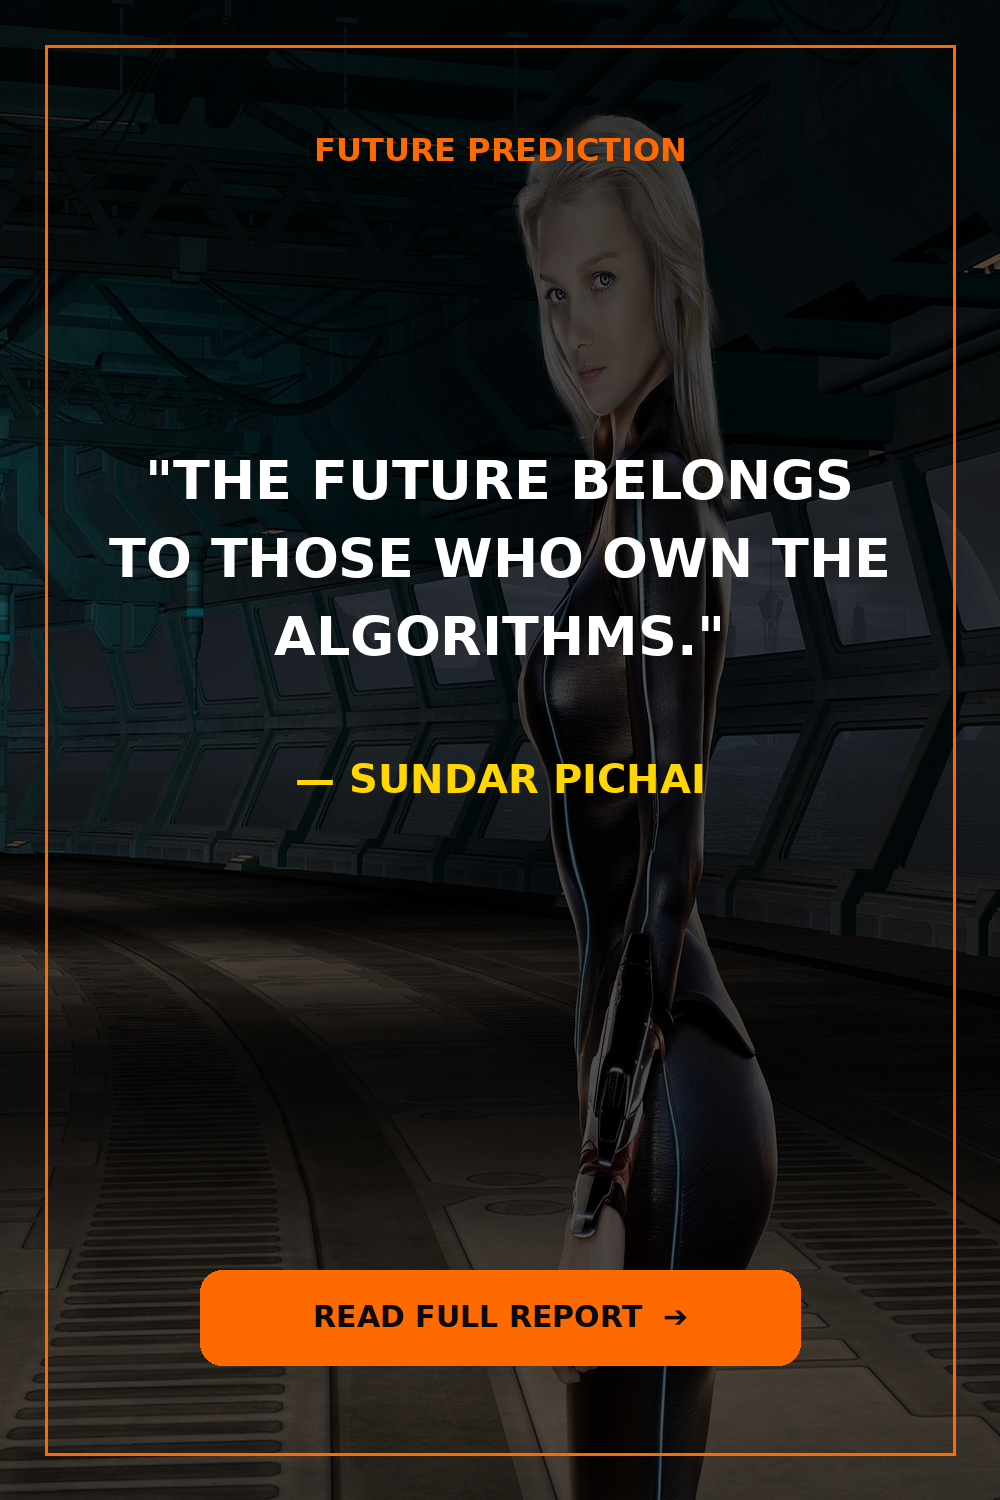 FUTURE PREDICTION
"THE FUTURE BELONGS
TO THOSE WHO OWN THE
ALGORITHMS."
— SUNDAR PICHAI
READ FULL REPORT ➔